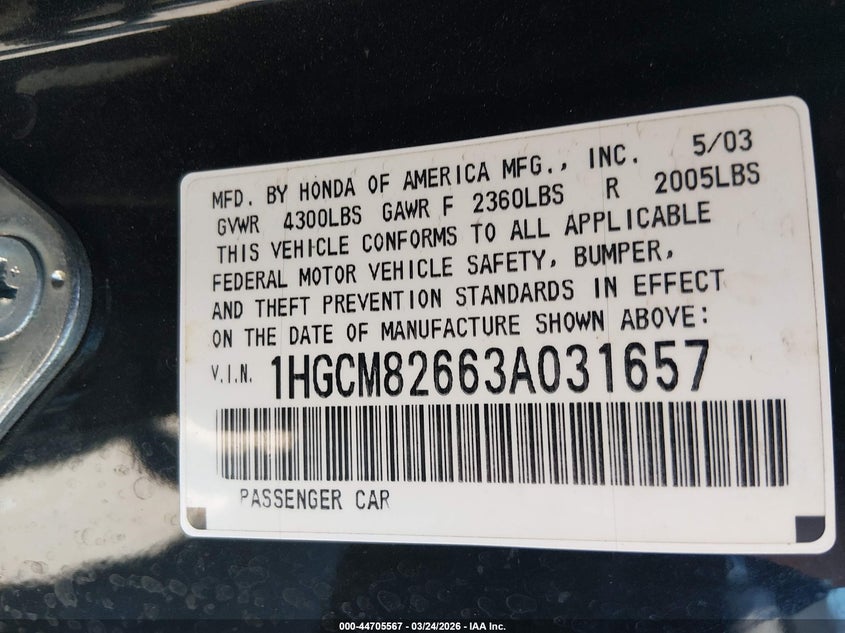 MFD. BY HONDA OF AMERICA MFG., INC. 5/03
GVWR 4300LBS GAWR F 2360LBS R 2005LBS
THIS VEHICLE CONFORMS TO ALL APPLICABLE
FEDERAL MOTOR VEHICLE SAFETY, BUMPER,
AND THEFT PREVENTION STANDARDS IN EFFECT
ON THE DATE OF MANUFACTURE SHOWN ABOVE:
V.I.N. 1HGCM82663A031657
PASSENGER CAR
000-44705567 - 03/24/2026 - IAA Inc.